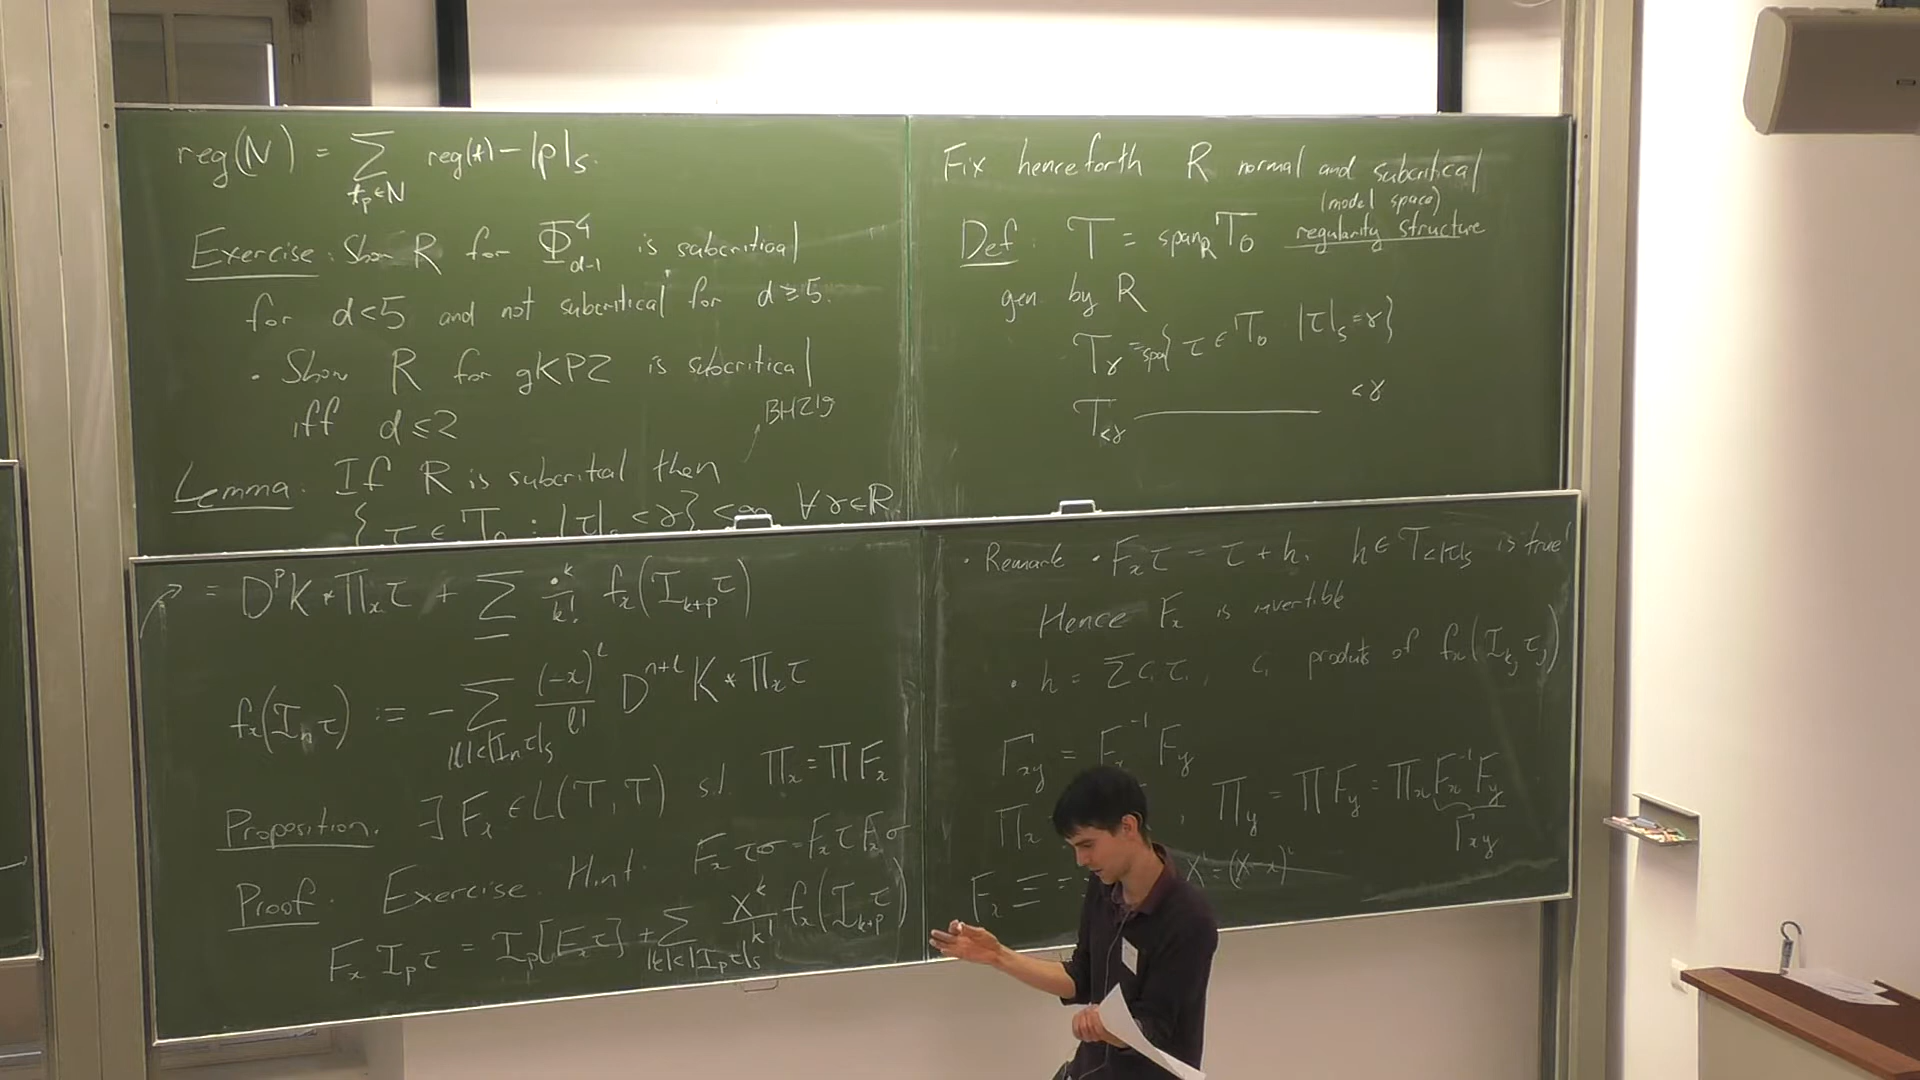 reg(N) = ∑_{t_p ∈ N} reg(t) - |p|_s.
Exercise: Show R for Φ^4_{d-1} is subcritical
for d<5 and not subcritical for d≥5.
• Show R for gKPZ is subcritical
iff d≤2
BHZ19
Lemma: If R is subcritical then
{ τ ∈ T_0 : |τ|_s < γ} < ∞ ∀γ∈R
Fix henceforth R normal and subcritical
(model space)
Def: T = span_R T_0 regularity structure
gen. by R
T_γ = span{ τ ∈ T_0 |τ|_s = γ}
T_{<γ} ———— <γ
= D^p K * Π_x τ + ∑ •^k/k! f_x(I_{k+p} τ)
f_x(I_n τ) := - ∑_{|l|<|I_n τ|_s} (-x)^l/l! D^{n+l} K * Π_x τ
Proposition. ∃ F_x ∈ L(T,T) s.t. Π_x = Π F_x
Proof. Exercise. Hint. F_x τσ = F_x τ F_x σ
F_x I_p τ = I_p[F_x τ] + ∑_{|k|<|I_p τ|_s} X^k/k! f_x(I_{k+p} τ)
• Remark • F_x τ = τ + h, h ∈ T_{<|τ|_s} is true!
Hence F_x is invertible
• h = ∑ c_i τ_i, c_i products of f_x(I_{k_j} τ_j)
Γ_{xy} = F_x^{-1} F_y
Π_x , Π_y = Π F_y = Π_x F_x^{-1} F_y
Γ_{xy}
F_x Ξ = X^l = (X-x)^l